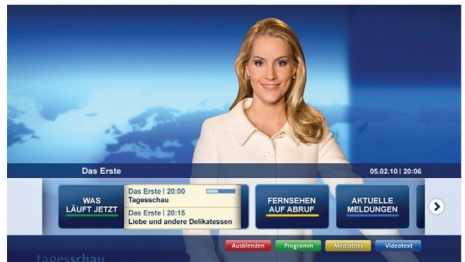 Das Erste
05.02.10 | 20:06
WAS
LÄUFT JETZT
Das Erste | 20:00
Tagesschau
Das Erste | 20:15
Liebe und andere Delikatessen
FERNSEHEN
AUF ABRUF
AKTUELLE
MELDUNGEN
Ausblenden
Programm
Mediathek
Videotext
tagesschau